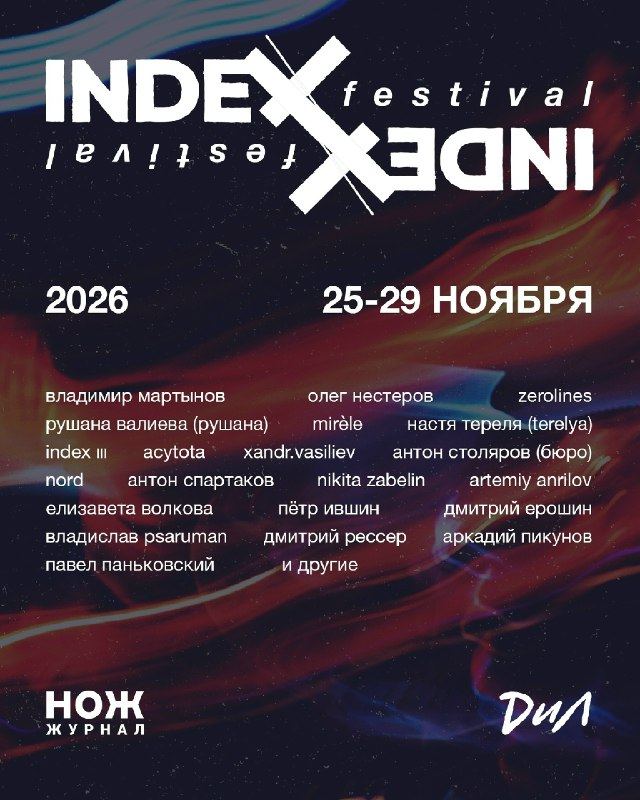 INDEX festival
INDEX festival
2026 25-29 НОЯБРЯ
владимир мартынов олег нестеров zerolines
рушана валиева (рушана) mirèle настя тереля (terelya)
index III acytota xandr.vasiliev антон столяров (бюро)
nord антон спартаков nikita zabelin artemiy anrilov
елизавета волкова пётр ившин дмитрий ерошин
владислав psaruman дмитрий рессер аркадий пикунов
павел паньковский и другие
НОЖ ДИЛ
ЖУРНАЛ